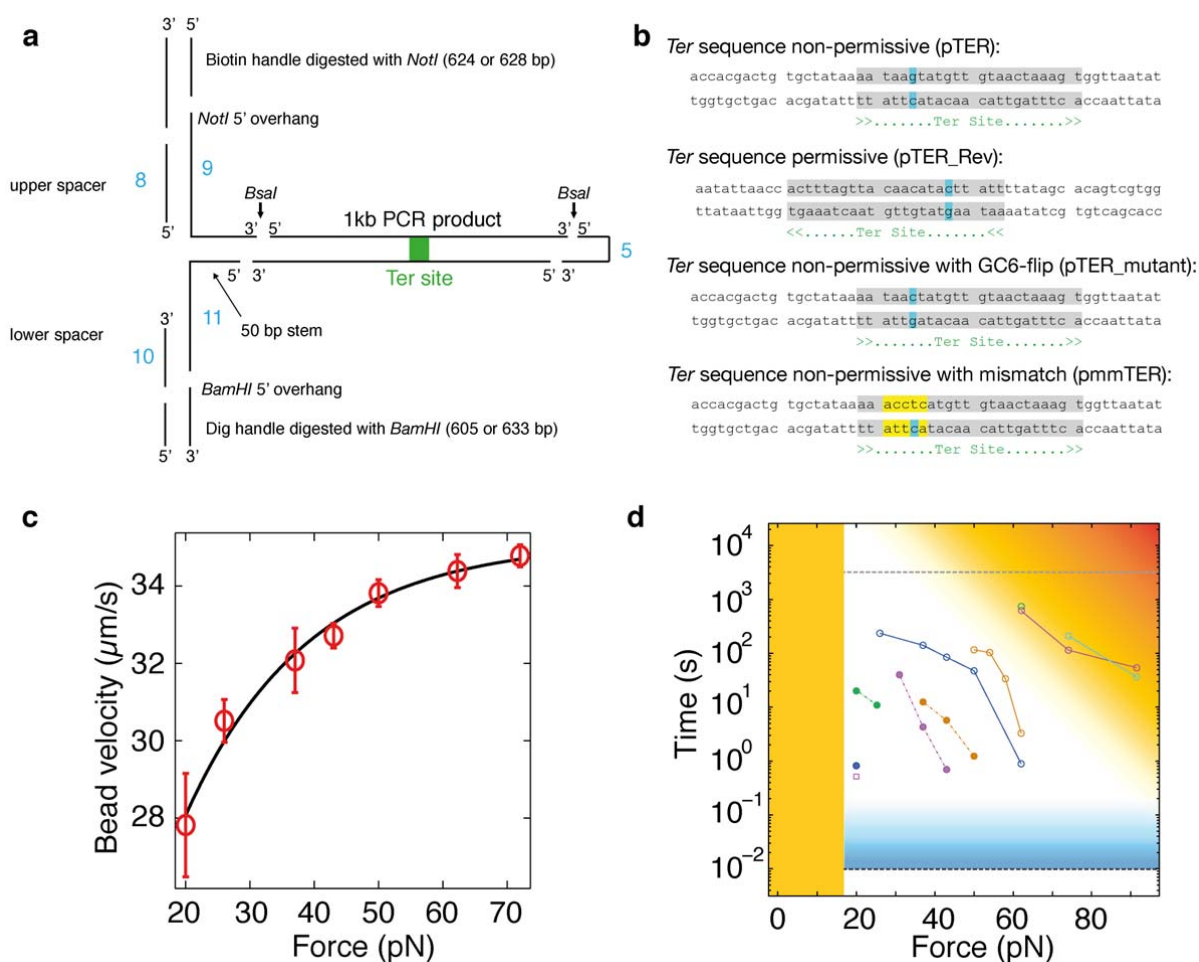 a
3' 5'
Biotin handle digested with NotI (624 or 628 bp)
NotI 5' overhang
8
9
upper spacer
BsaI
BsaI
1kb PCR product
5'
3' 5'
3' 5'
5
5' 3'
Ter site
5' 3'
3'
11
50 bp stem
lower spacer
10
BamHI 5' overhang
Dig handle digested with BamHI (605 or 633 bp)
5' 3'
b
Ter sequence non-permissive (pTER):
accacgactg tgctataaaa taagtatgtt gtaactaaag tggttaatat
tggtgctgac acgatatttt attcatacaa cattgatttc accaattata
>>.......Ter Site.......>>
Ter sequence permissive (pTER_Rev):
aatattaacc actttagtta caacatactt attttatagc acagtcgtgg
ttataattgg tgaaatcaat gttgtatgaa taaaatatcg tgtcagcacc
<<......Ter Site.......<<
Ter sequence non-permissive with GC6-flip (pTER_mutant):
accacgactg tgctataaaa taactatgtt gtaactaaag tggttaatat
tggtgctgac acgatatttt attgatacaa cattgatttc accaattata
>>.......Ter Site.......>>
Ter sequence non-permissive with mismatch (pmmTER):
accacgactg tgctataaaa acctcatgtt gtaactaaag tggttaatat
tggtgctgac acgatatttt attcatacaa cattgatttc accaattata
>>.......Ter Site.......>>
c
Bead velocity (µm/s)
34
32
30
28
20 30 40 50 60 70
Force (pN)
d
Time (s)
10⁴
10³
10²
10¹
10⁰
10⁻¹
10⁻²
0 20 40 60 80
Force (pN)